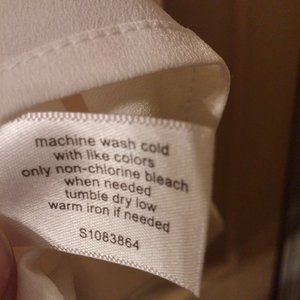 machine wash cold
with like colors
only non-chlorine bleach
when needed
tumble dry low
warm iron if needed
S1083864